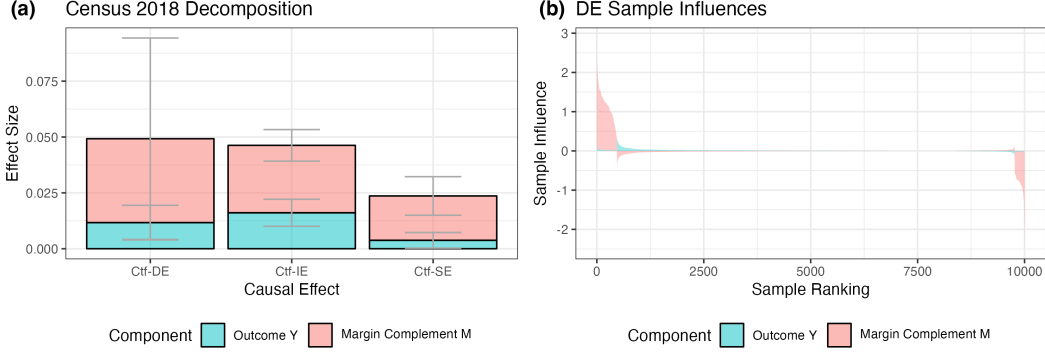 (a) Census 2018 Decomposition
Effect Size
0.075
0.050
0.025
0.000
Ctf-DE Ctf-IE Ctf-SE
Causal Effect
Component Outcome Y Margin Complement M
(b) DE Sample Influences
Sample Influence
3
2
1
0
-1
-2
0 2500 5000 7500 10000
Sample Ranking
Component Outcome Y Margin Complement M